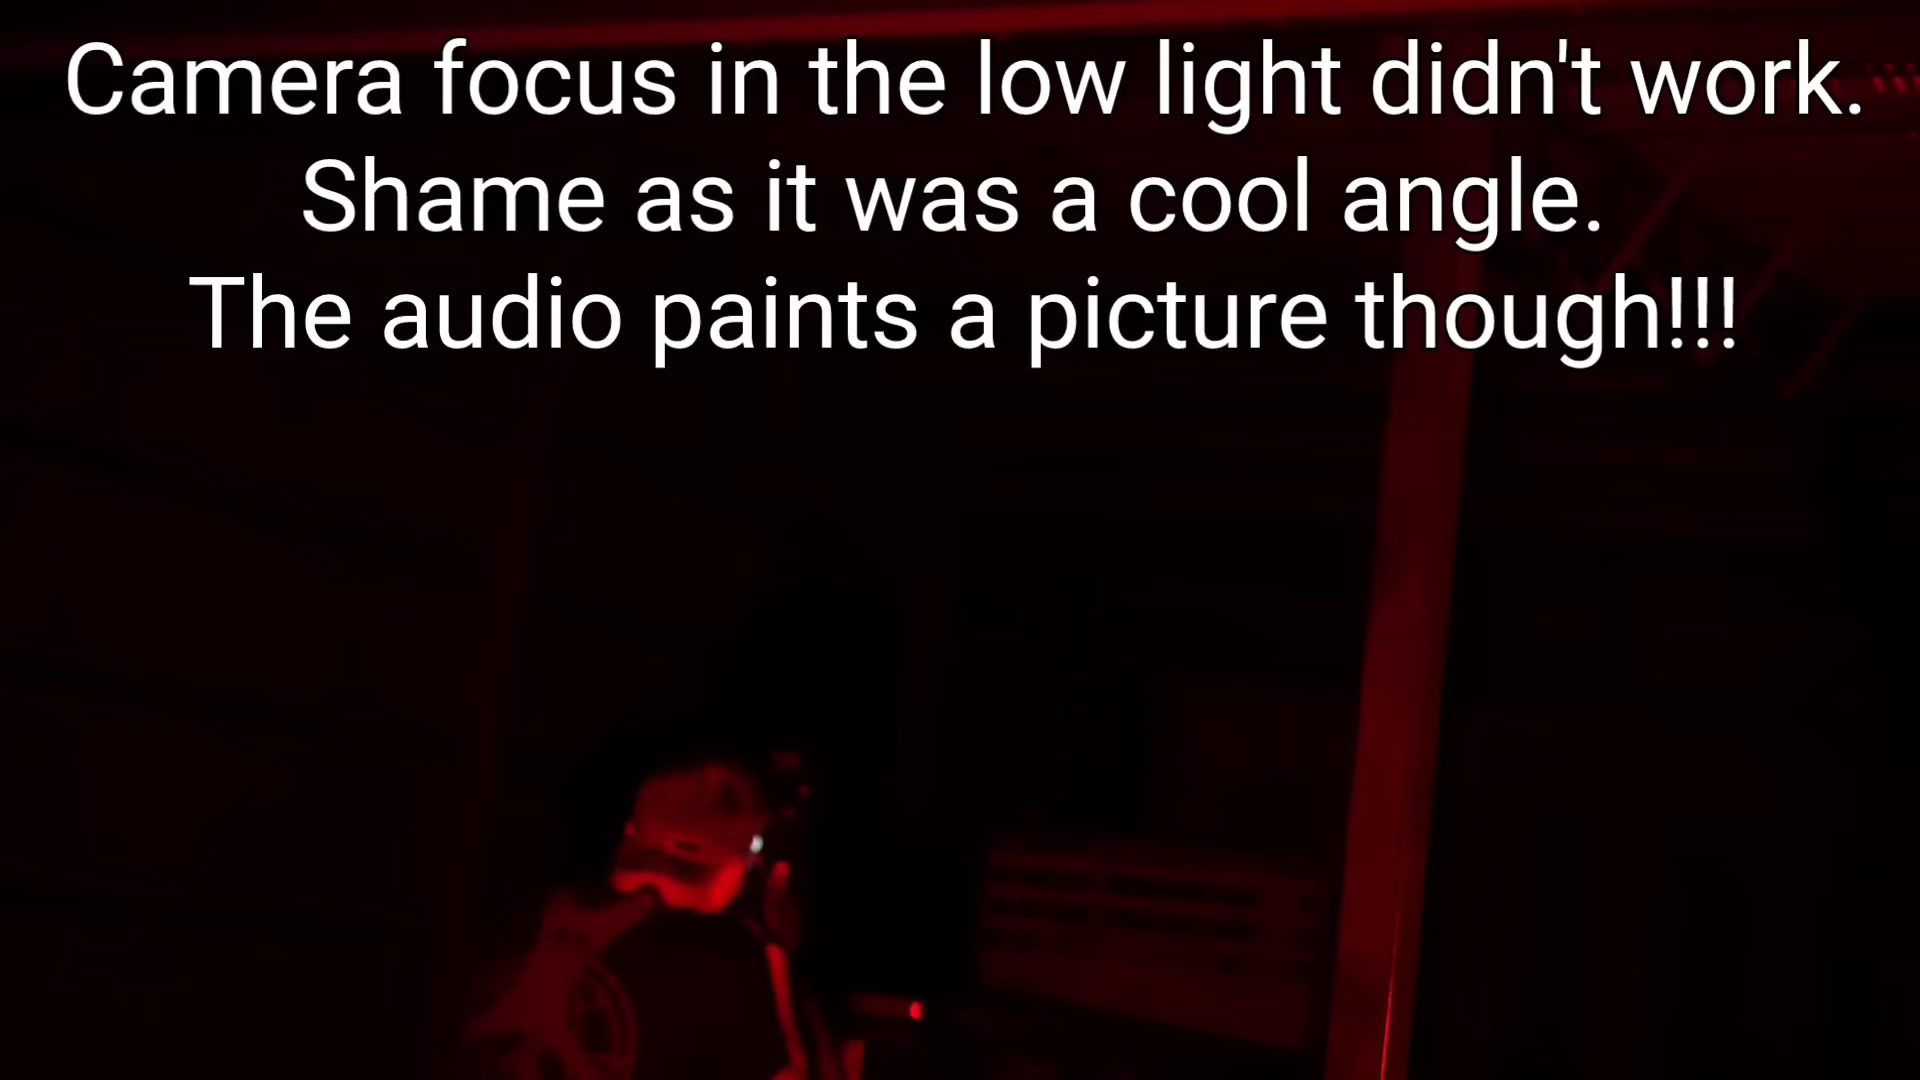 Camera focus in the low light didn't work.
Shame as it was a cool angle.
The audio paints a picture though!!!